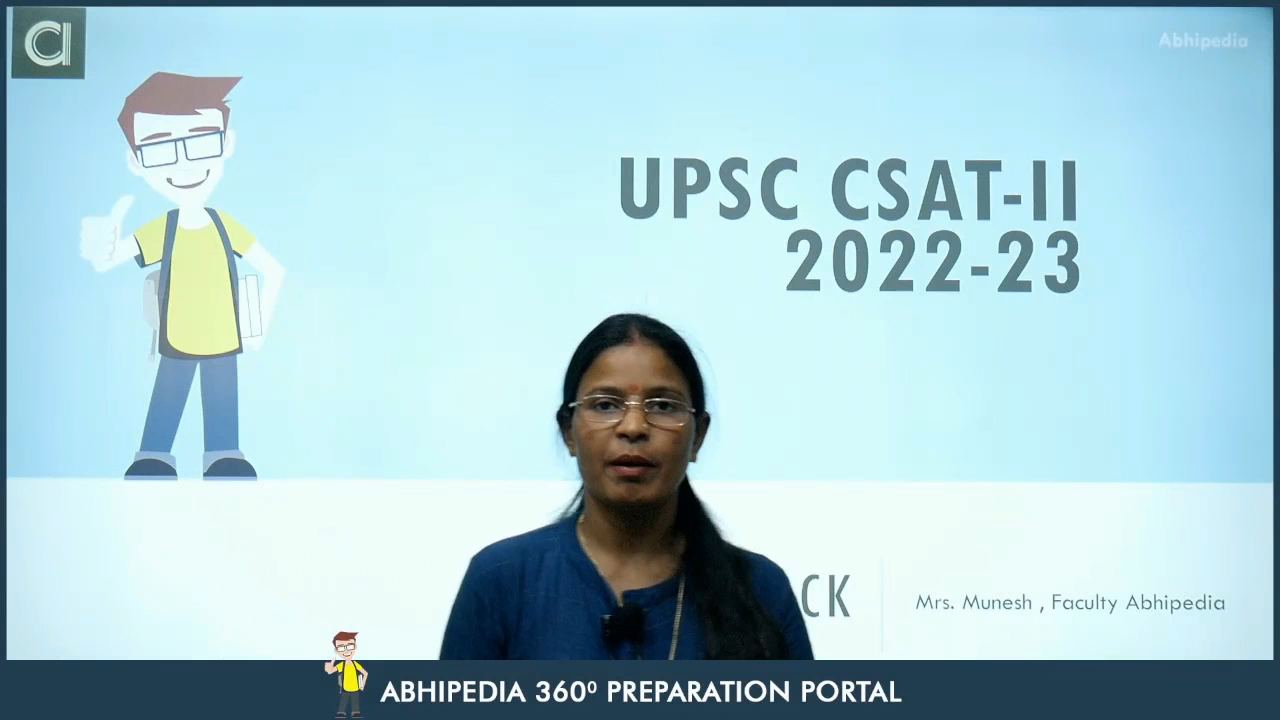 Abhipedia
UPSC CSAT-II
2022-23
CK
Mrs. Munesh , Faculty Abhipedia
ABHIPEDIA 360⁰ PREPARATION PORTAL